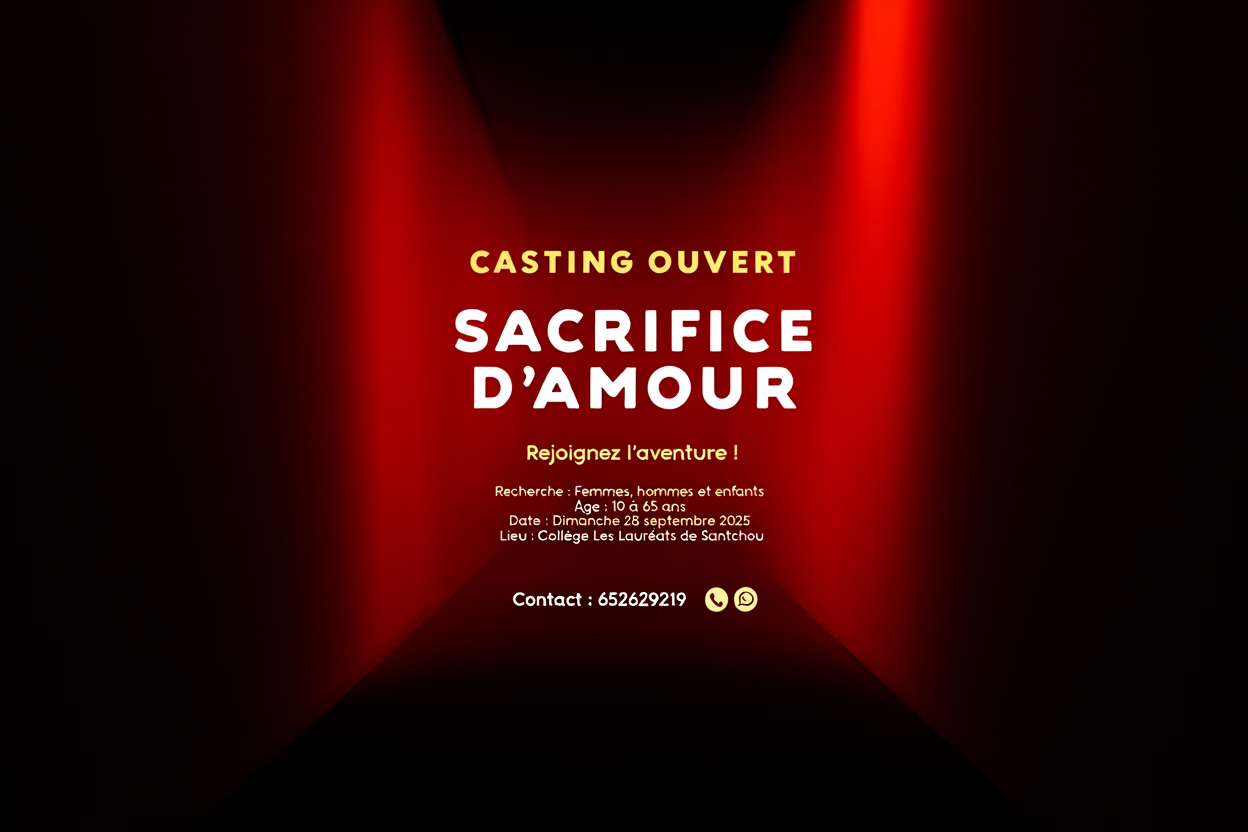 CASTING OUVERT
SACRIFICE
D'AMOUR
Rejoignez l'aventure !
Recherche : Femmes, hommes et enfants
Age : 10 à 65 ans
Date : Dimanche 28 septembre 2025
Lieu : Collège Les Lauréats de Santchou
Contact : 652629219